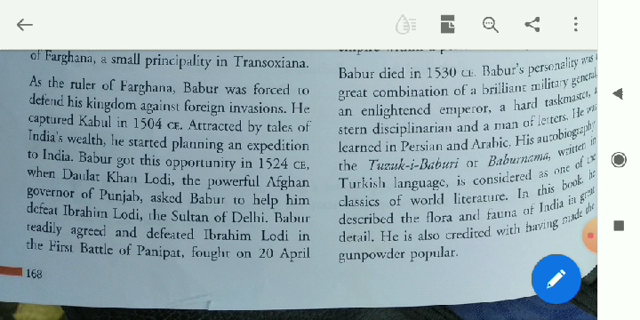 of Farghana, a small principality in Transoxiana.
As the ruler of Farghana, Babur was forced to
defend his kingdom against foreign invasions. He
captured Kabul in 1504 CE. Attracted by tales of
India's wealth, he started planning an expedition
to India. Babur got this opportunity in 1524 CE,
when Daulat Khan Lodi, the powerful Afghan
governor of Punjab, asked Babur to help him
defeat Ibrahim Lodi, the Sultan of Delhi. Babur
readily agreed and defeated Ibrahim Lodi in
the First Battle of Panipat, fought on 20 April
168
Babur died in 1530 CE. Babur's personality was a
great combination of a brilliant military general,
an enlightened emperor, a hard taskmaster, a
stern disciplinarian and a man of letters. He was
learned in Persian and Arabic. His autobiography
the Tuzuk-i-Baburi or Baburnama, written in
Turkish language, is considered as one of the
classics of world literature. In this book, he
described the flora and fauna of India in great
detail. He is also credited with having made the
gunpowder popular.